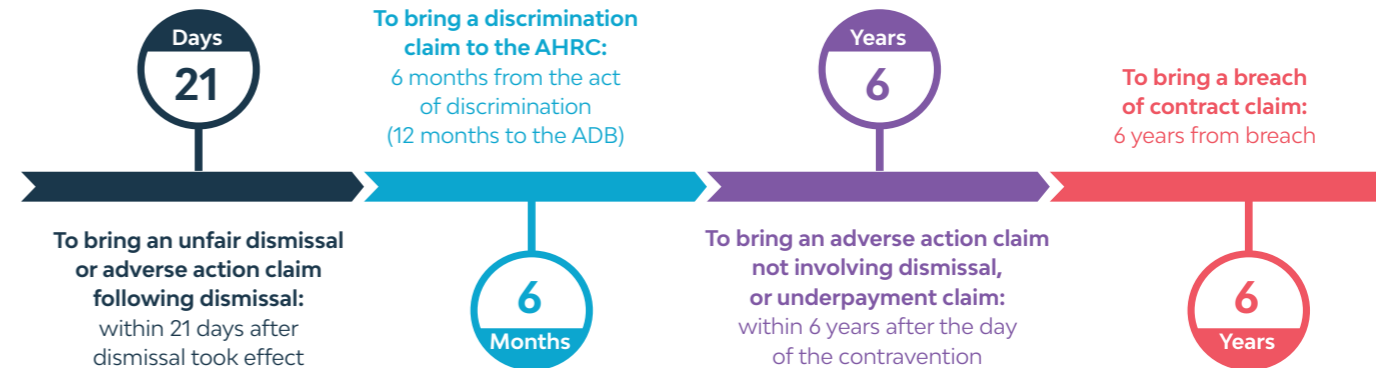 Days
21
To bring an unfair dismissal
or adverse action claim
following dismissal:
within 21 days after
dismissal took effect
To bring a discrimination
claim to the AHRC:
6 months from the act
of discrimination
(12 months to the ADB)
6
Months
Years
6
To bring an adverse action claim
not involving dismissal,
or underpayment claim:
within 6 years after the day
of the contravention
To bring a breach
of contract claim:
6 years from breach
6
Years